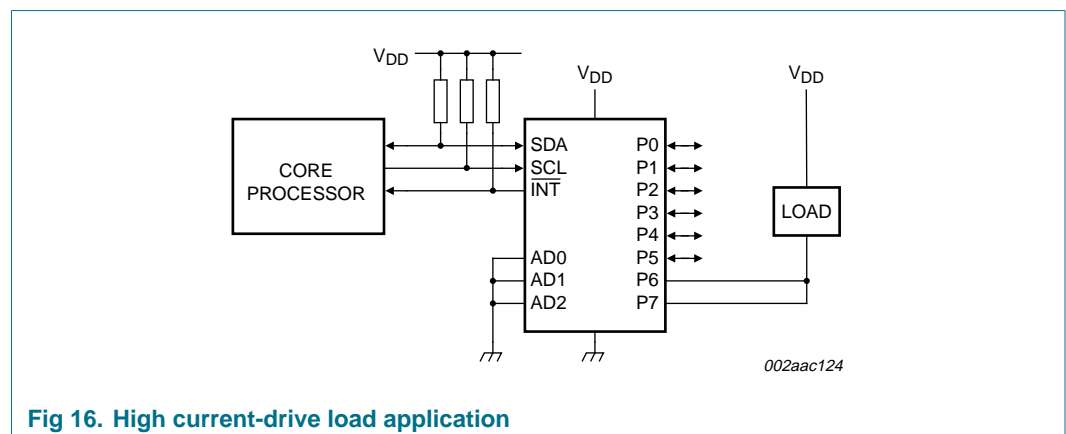 VDD
VDD
VDD
CORE
PROCESSOR
SDA
SCL
INT
AD0
AD1
AD2
P0
P1
P2
P3
P4
P5
P6
P7
LOAD
002aac124
Fig 16. High current-drive load application